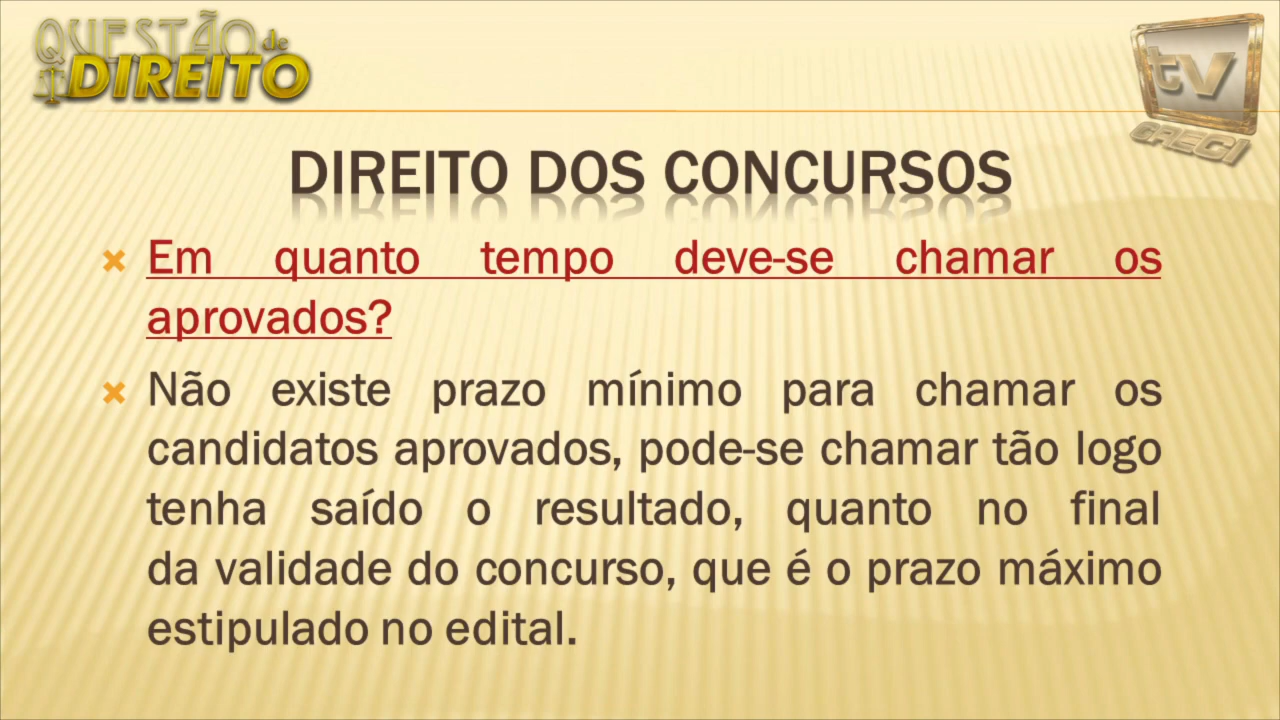 QUESTÃO de
DIREITO
tv
CAEGI
DIREITO DOS CONCURSOS
Em quanto tempo deve-se chamar os
aprovados?
Não existe prazo mínimo para chamar os
candidatos aprovados, pode-se chamar tão logo
tenha saído o resultado, quanto no final
da validade do concurso, que é o prazo máximo
estipulado no edital.